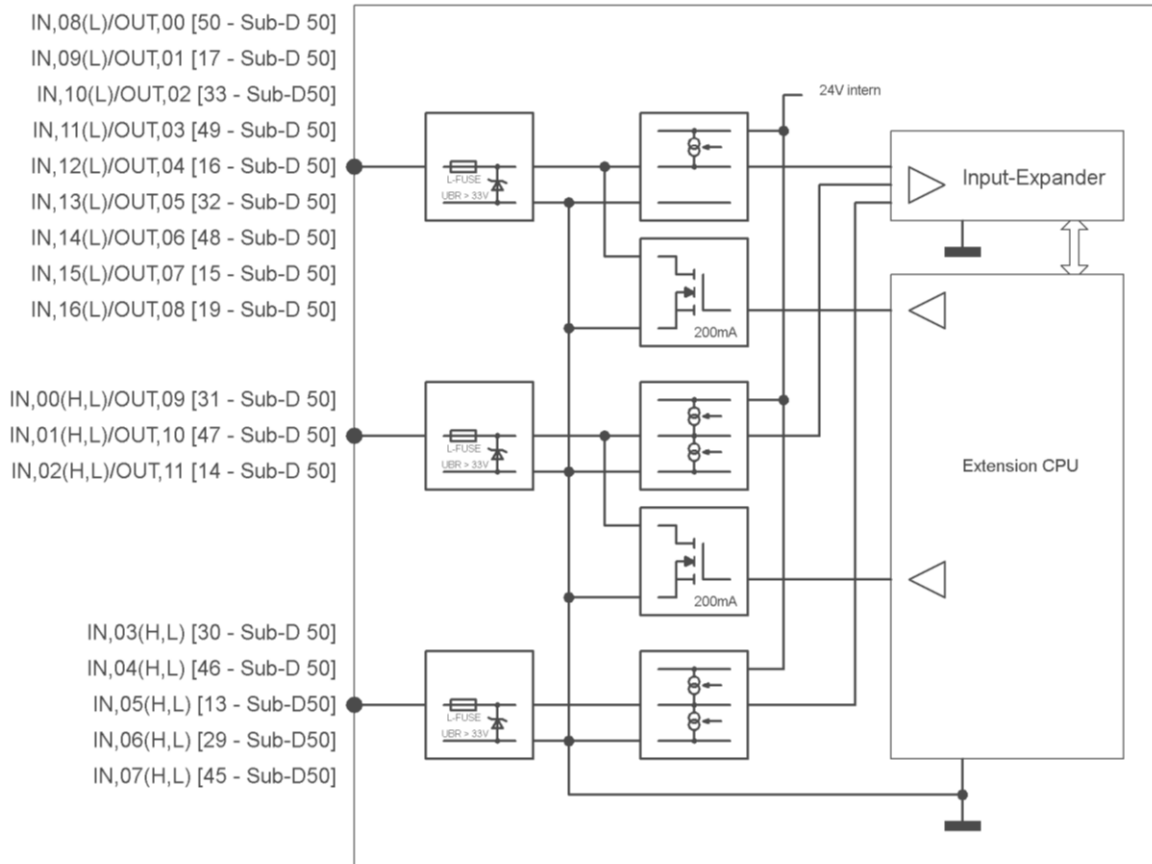 IN,08(L)/OUT,00 [50 - Sub-D 50]
IN,09(L)/OUT,01 [17 - Sub-D 50]
IN,10(L)/OUT,02 [33 - Sub-D50]
IN,11(L)/OUT,03 [49 - Sub-D 50]
IN,12(L)/OUT,04 [16 - Sub-D 50]
IN,13(L)/OUT,05 [32 - Sub-D 50]
IN,14(L)/OUT,06 [48 - Sub-D 50]
IN,15(L)/OUT,07 [15 - Sub-D 50]
IN,16(L)/OUT,08 [19 - Sub-D 50]
24V intern
L-FUSE
UBR > 33V
Input-Expander
200mA
IN,00(H,L)/OUT,09 [31 - Sub-D 50]
IN,01(H,L)/OUT,10 [47 - Sub-D 50]
IN,02(H,L)/OUT,11 [14 - Sub-D 50]
L-FUSE
UBR > 33V
Extension CPU
200mA
IN,03(H,L) [30 - Sub-D 50]
IN,04(H,L) [46 - Sub-D 50]
IN,05(H,L) [13 - Sub-D50]
IN,06(H,L) [29 - Sub-D50]
IN,07(H,L) [45 - Sub-D50]
L-FUSE
UBR > 33V